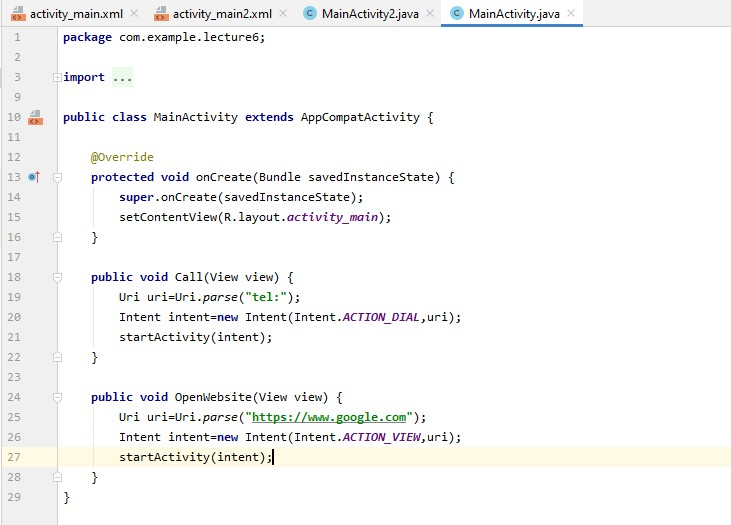 activity_main.xml activity_main2.xml MainActivity2.java MainActivity.java
1 package com.example.lecture6;
2
3 import ...
9
10 public class MainActivity extends AppCompatActivity {
11
12 @Override
13 protected void onCreate(Bundle savedInstanceState) {
14 super.onCreate(savedInstanceState);
15 setContentView(R.layout.activity_main);
16 }
17
18 public void Call(View view) {
19 Uri uri=Uri.parse("tel:");
20 Intent intent=new Intent(Intent.ACTION_DIAL,uri);
21 startActivity(intent);
22 }
23
24 public void OpenWebsite(View view) {
25 Uri uri=Uri.parse("https://www.google.com");
26 Intent intent=new Intent(Intent.ACTION_VIEW,uri);
27 startActivity(intent);
28 }
29 }